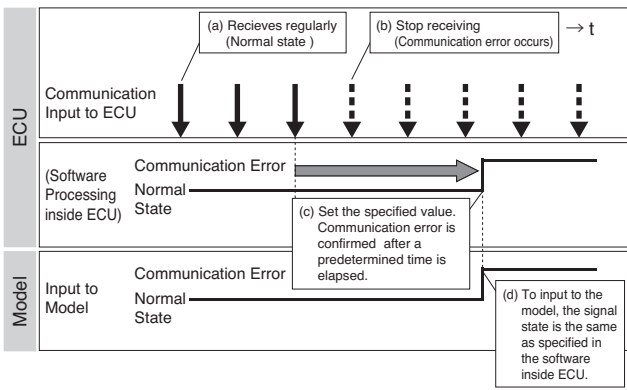 (a) Recieves regularly
(Normal state )
(b) Stop receiving
(Communication error occurs)
→ t
ECU
Communication
Input to ECU
(Software
Processing
inside ECU)
Communication Error
Normal
State
(c) Set the specified value.
Communication error is
confirmed after a
predetermined time is
elapsed.
Model
Input to
Model
Communication Error
Normal
State
(d) To input to the
model, the signal
state is the same
as specified in
the software
inside ECU.